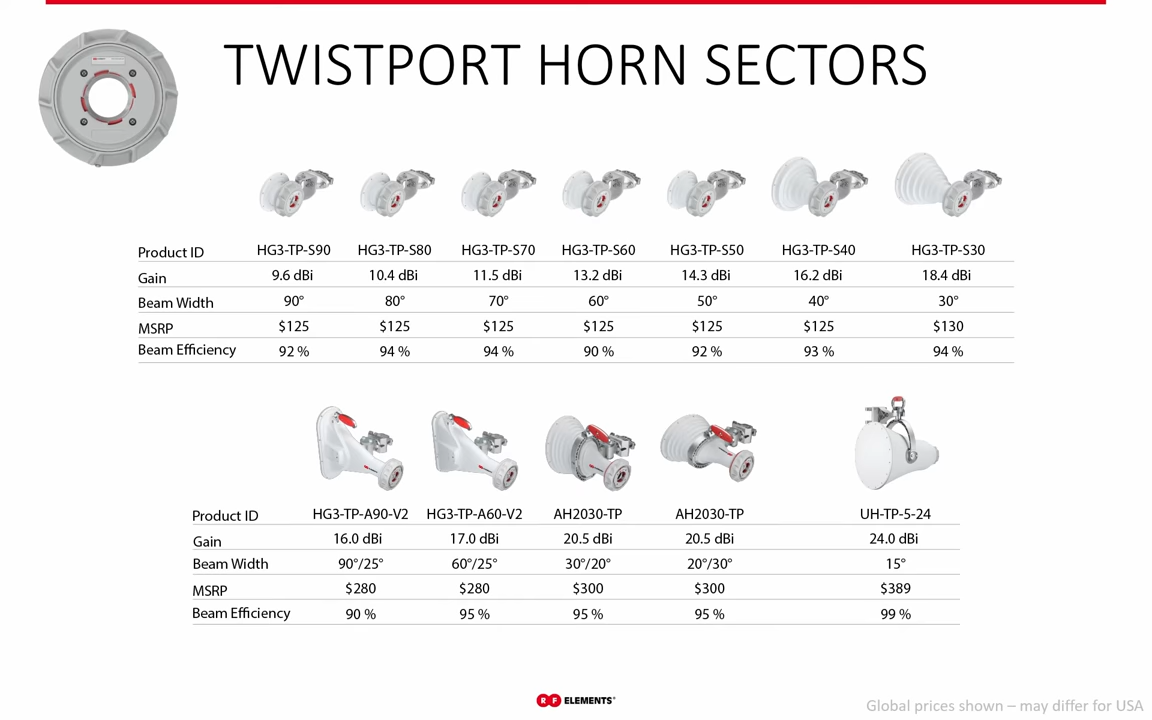 TWISTPORT HORN SECTORS
Product ID HG3-TP-S90 HG3-TP-S80 HG3-TP-S70 HG3-TP-S60 HG3-TP-S50 HG3-TP-S40 HG3-TP-S30
Gain 9.6 dBi 10.4 dBi 11.5 dBi 13.2 dBi 14.3 dBi 16.2 dBi 18.4 dBi
Beam Width 90° 80° 70° 60° 50° 40° 30°
MSRP $125 $125 $125 $125 $125 $125 $130
Beam Efficiency 92 % 94 % 94 % 90 % 92 % 93 % 94 %
Product ID HG3-TP-A90-V2 HG3-TP-A60-V2 AH2030-TP AH2030-TP UH-TP-5-24
Gain 16.0 dBi 17.0 dBi 20.5 dBi 20.5 dBi 24.0 dBi
Beam Width 90°/25° 60°/25° 30°/20° 20°/30° 15°
MSRP $280 $280 $300 $300 $389
Beam Efficiency 90 % 95 % 95 % 95 % 99 %
RF ELEMENTS®
Global prices shown – may differ for USA